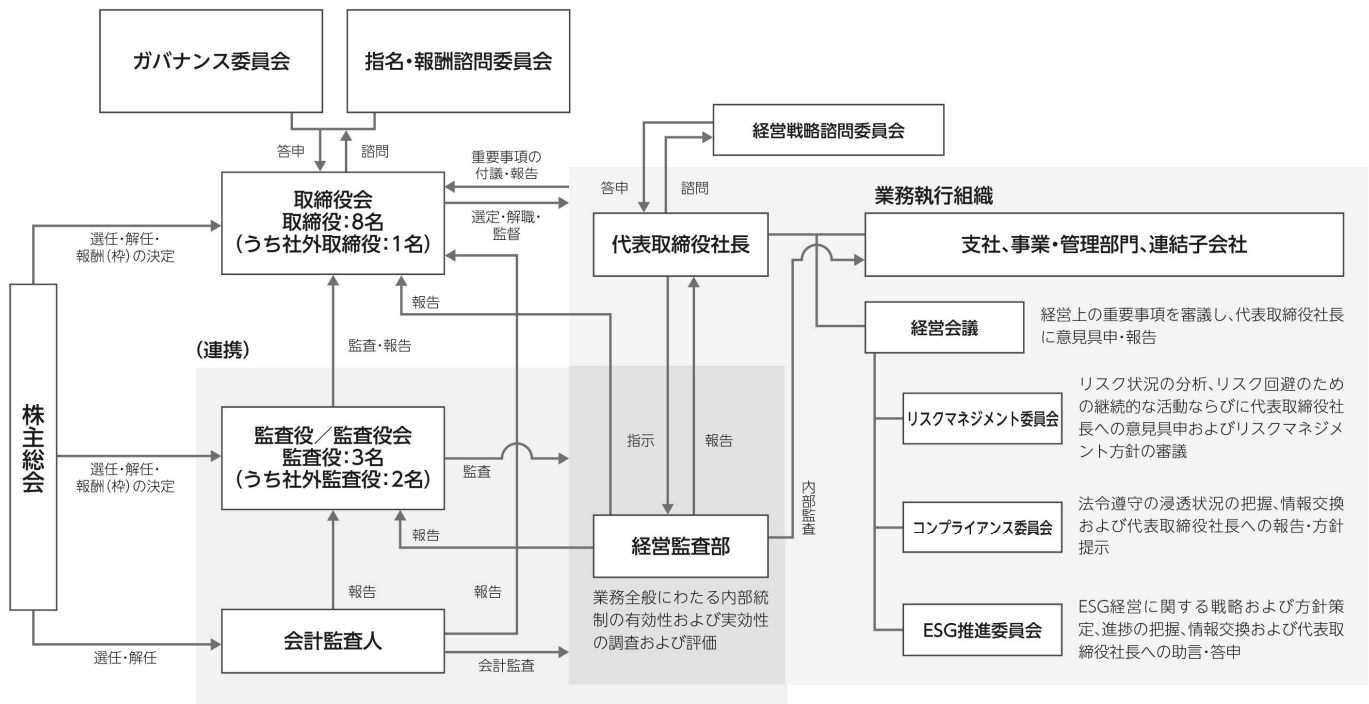 ガバナンス委員会
指名・報酬諮問委員会
経営戦略諮問委員会
答申
諮問
重要事項の
付議・報告
答申
諮問
業務執行組織
取締役会
取締役：8名
（うち社外取締役：1名）
選定・解職・
監督
代表取締役社長
支社、事業・管理部門、連結子会社
選任・解任・
報酬（枠）の決定
報告
経営会議
経営上の重要事項を審議し、代表取締役社長
に意見具申・報告
（連携）
監査・報告
株主総会
リスクマネジメント委員会
リスク状況の分析、リスク回避のため
の継続的な活動ならびに代表取締役社
長への意見具申およびリスクマネジメ
ント方針の審議
監査役／監査役会
監査役：3名
（うち社外監査役：2名）
監査
指示
報告
選任・解任・
報酬（枠）の決定
内部監査
コンプライアンス委員会
法令遵守の浸透状況の把握、情報交換
および代表取締役社長への報告・方針
提示
報告
経営監査部
業務全般にわたる内部統
制の有効性および実効性
の調査および評価
報告
報告
ESG推進委員会
ESG経営に関する戦略および方針策
定、進捗の把握、情報交換および代表取
締役社長への助言・答申
会計監査人
選任・解任
会計監査